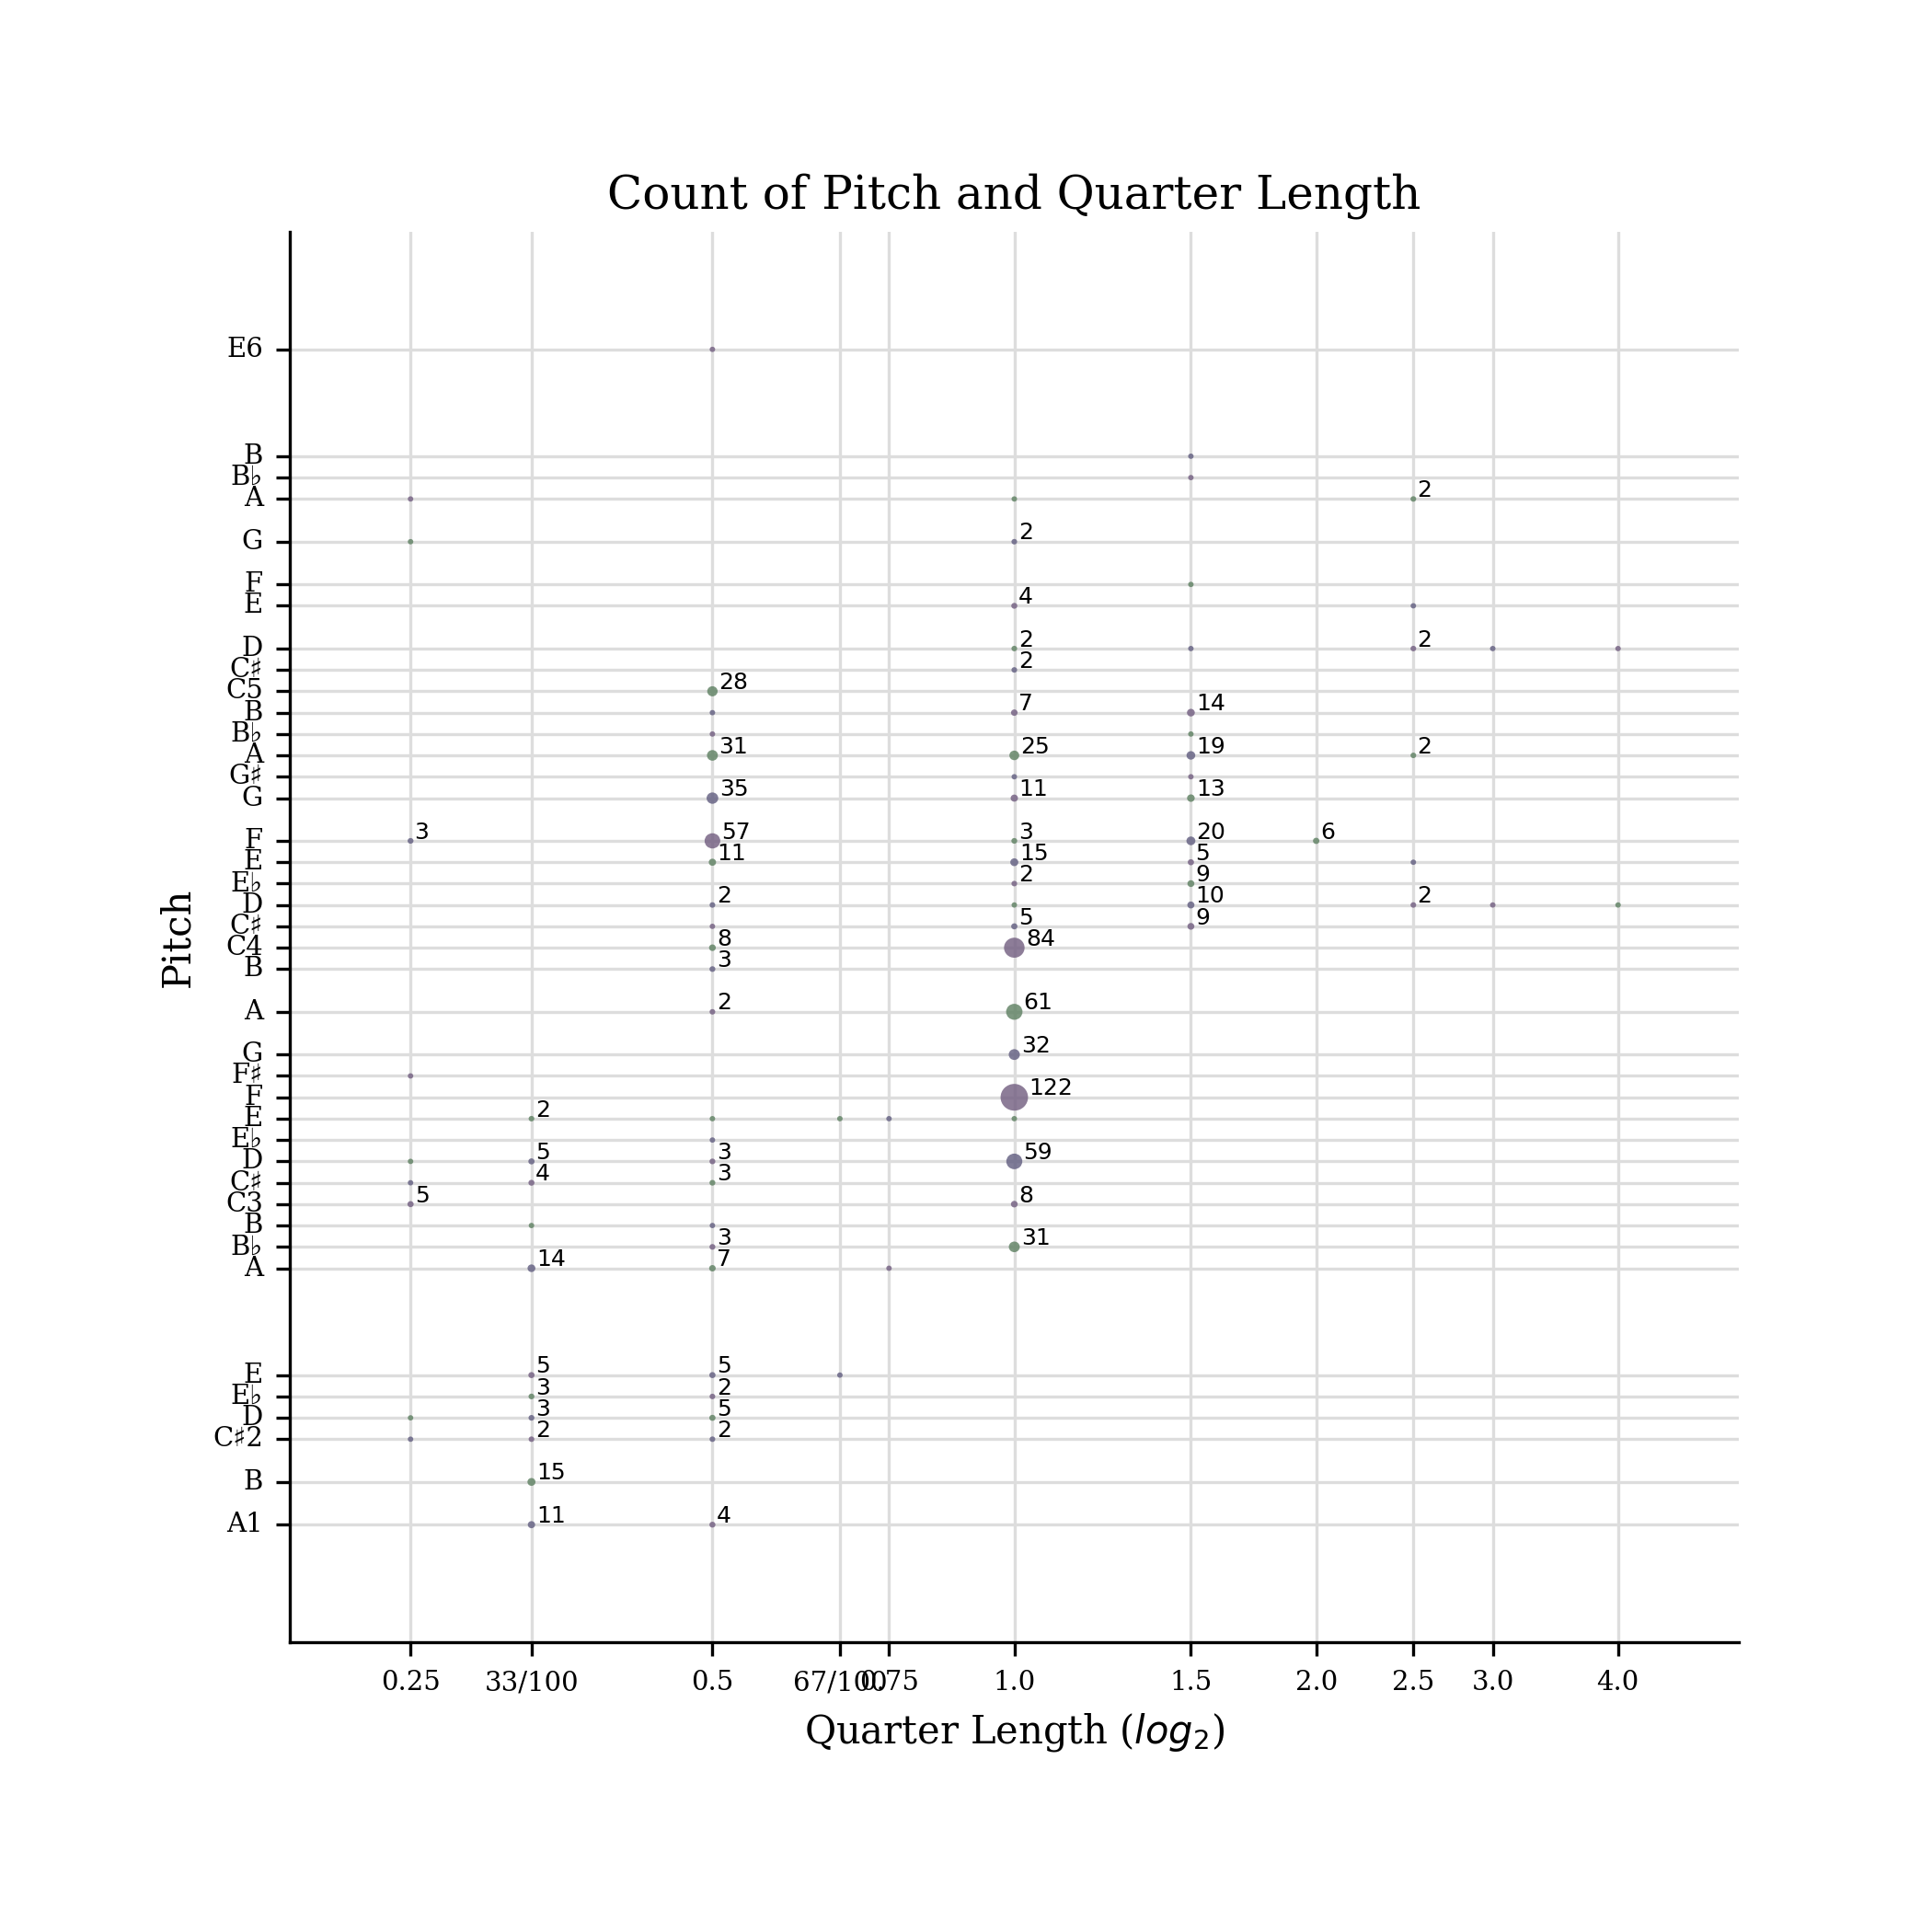 Count of Pitch and Quarter Length
E6
B
B♭
A 2
G 2
F
E 4
D 2 2
C♯ 2
C5 28
B 7 14
B♭
A 31 25 19 2
G♯
G 35 11 13
F 3 57 3 20 6
E 11 15 5
E♭ 2 9
D 2 10 2
C♯ 5 9
C4 8 84
B 3
A 2 61
G 32
F♯
F 122
E 2
E♭
D 5 3 59
C♯ 4 3
C3 5 8
B
B♭ 3 31
A 14 7
E 5 5
E♭ 3 2
D 3 5
C♯2 2 2
B 15
A1 11 4
Pitch
0.25 33/100 0.5 67/100 0.75 1.0 1.5 2.0 2.5 3.0 4.0
Quarter Length (log₂)